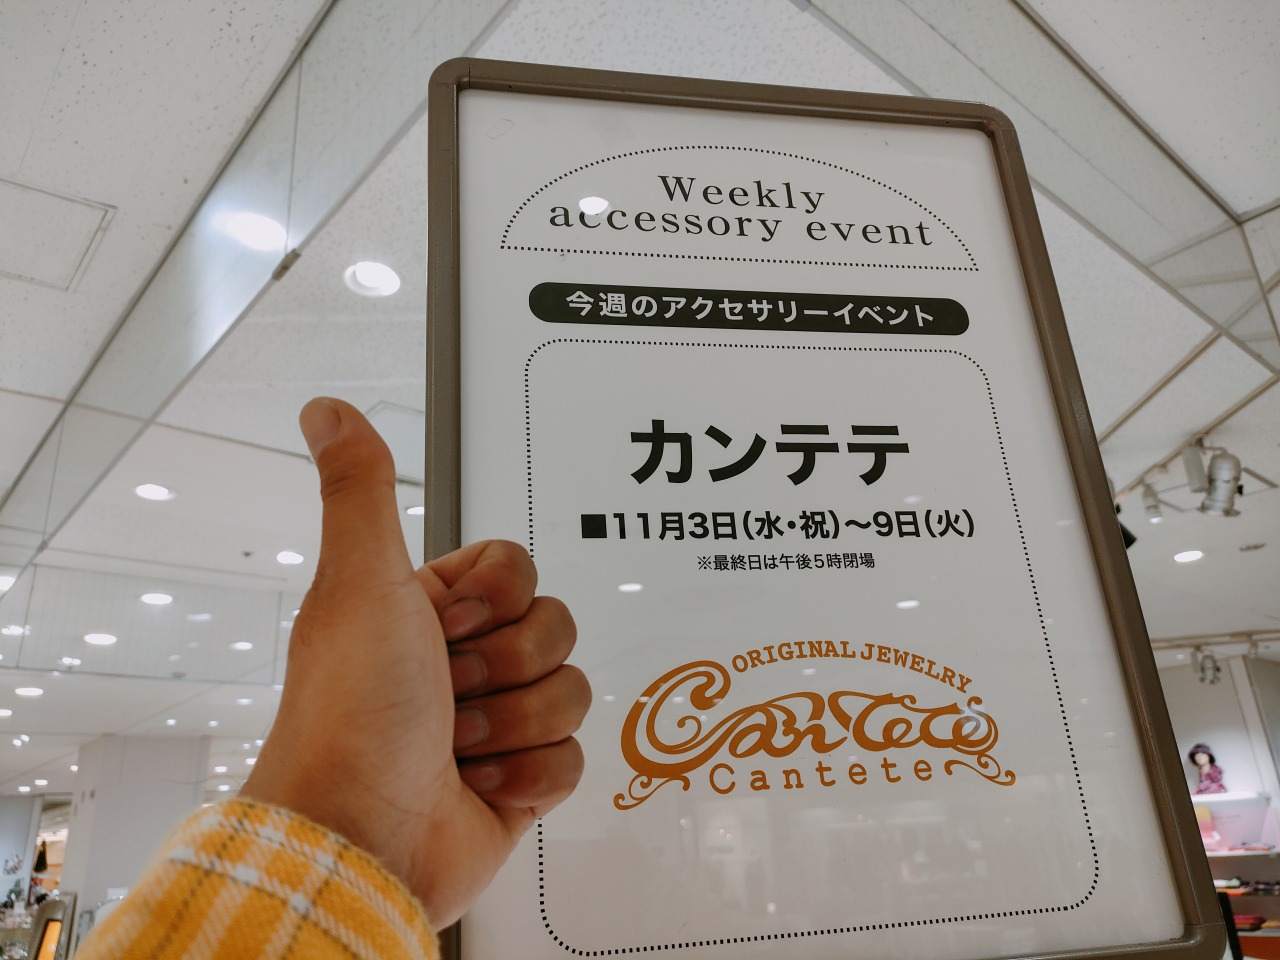 Weekly
accessory event
今週のアクセサリーイベント
カンテテ
■11月3日(水・祝)〜9日(火)
※最終日は午後5時閉場
ORIGINAL JEWELRY
Cantete
Cantete